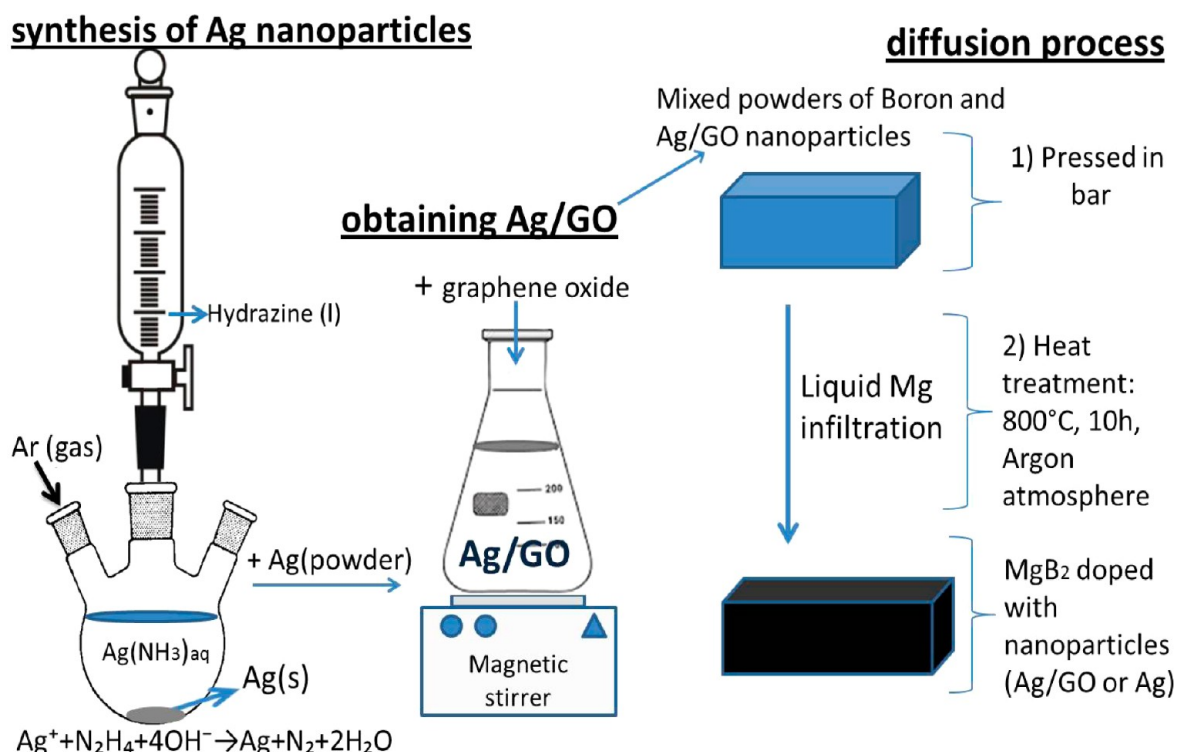 synthesis of Ag nanoparticles
Hydrazine (l)
Ar (gas)
Ag(NH₃)aq
Ag(s)
Ag⁺+N₂H₄+4OH⁻→Ag+N₂+2H₂O
+ Ag(powder)
obtaining Ag/GO
+ graphene oxide
200
150
Ag/GO
Magnetic
stirrer
diffusion process
Mixed powders of Boron and
Ag/GO nanoparticles
1) Pressed in
bar
Liquid Mg
infiltration
2) Heat
treatment:
800°C, 10h,
Argon
atmosphere
MgB₂ doped
with
nanoparticles
(Ag/GO or Ag)